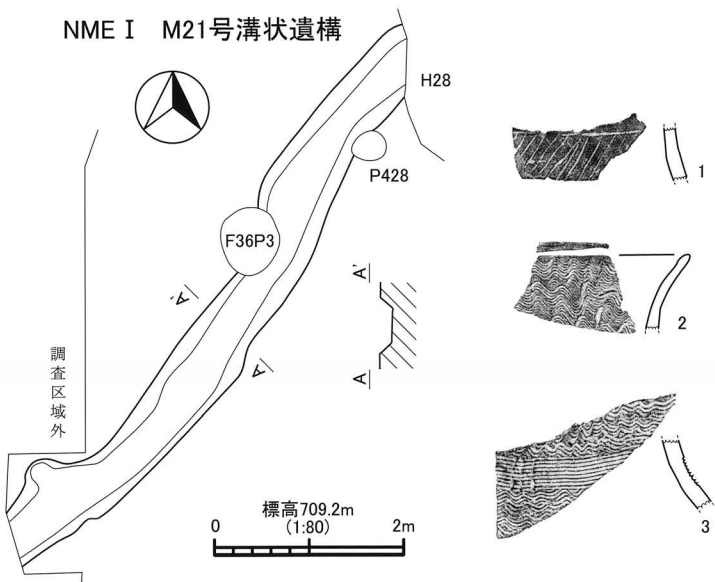 NME Ⅰ　M21号溝状遺構
H28
P428
F36P3
A'
A
A'
A
調査区域外
標高709.2m
(1:80)
0 2m
1
2
3